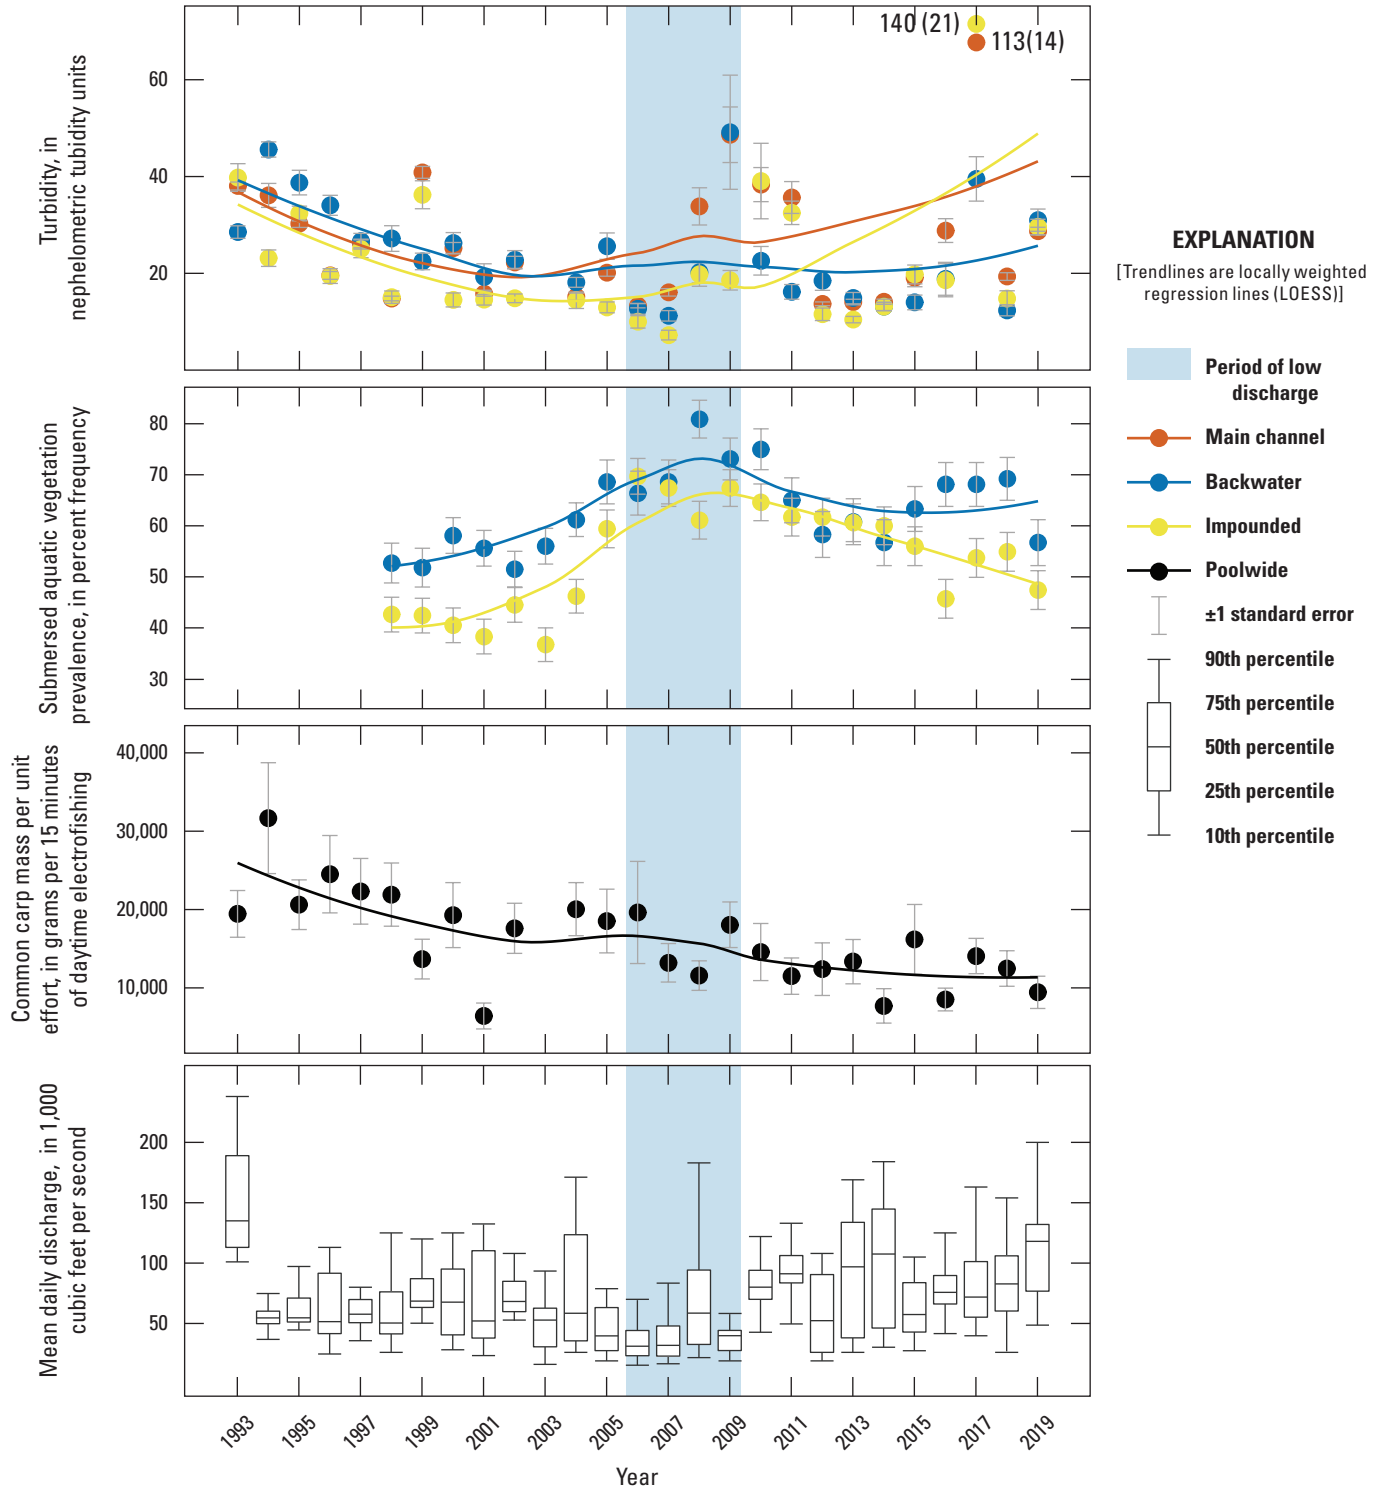 Turbidity, in
nephelometric tubidity units
60
40
20
140 (21)
113(14)
Submersed aquatic vegetation
prevalence, in percent frequency
80
70
60
50
40
30
Common carp mass per unit
effort, in grams per 15 minutes
of daytime electrofishing
40,000
30,000
20,000
10,000
Mean daily discharge, in 1,000
cubic feet per second
200
150
100
50
1993
1995
1997
1999
2001
2003
2005
2007
2009
2011
2013
2015
2017
2019
Year
EXPLANATION
[Trendlines are locally weighted
regression lines (LOESS)]
Period of low
discharge
Main channel
Backwater
Impounded
Poolwide
±1 standard error
90th percentile
75th percentile
50th percentile
25th percentile
10th percentile